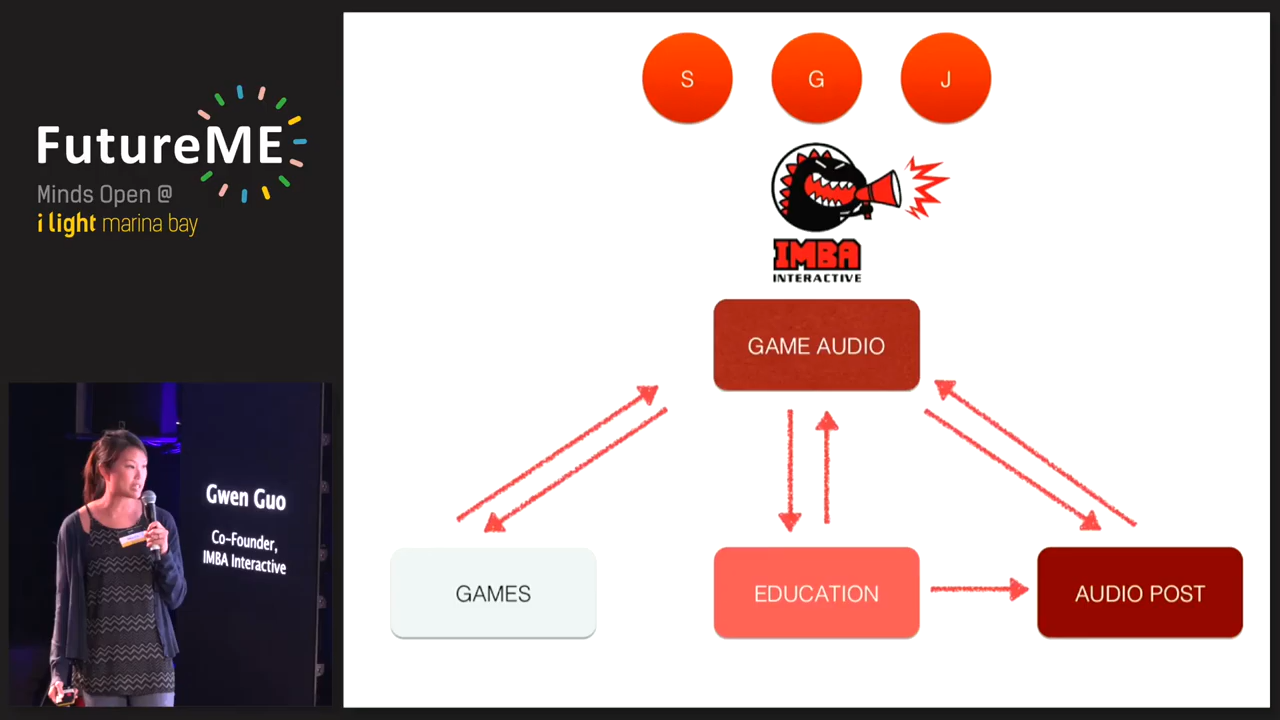 FutureME
Minds Open @
i light marina bay
S
G
J
IMBA
INTERACTIVE
GAME AUDIO
GAMES
EDUCATION
AUDIO POST
Gwen Guo
Co-Founder,
IMBA Interactive